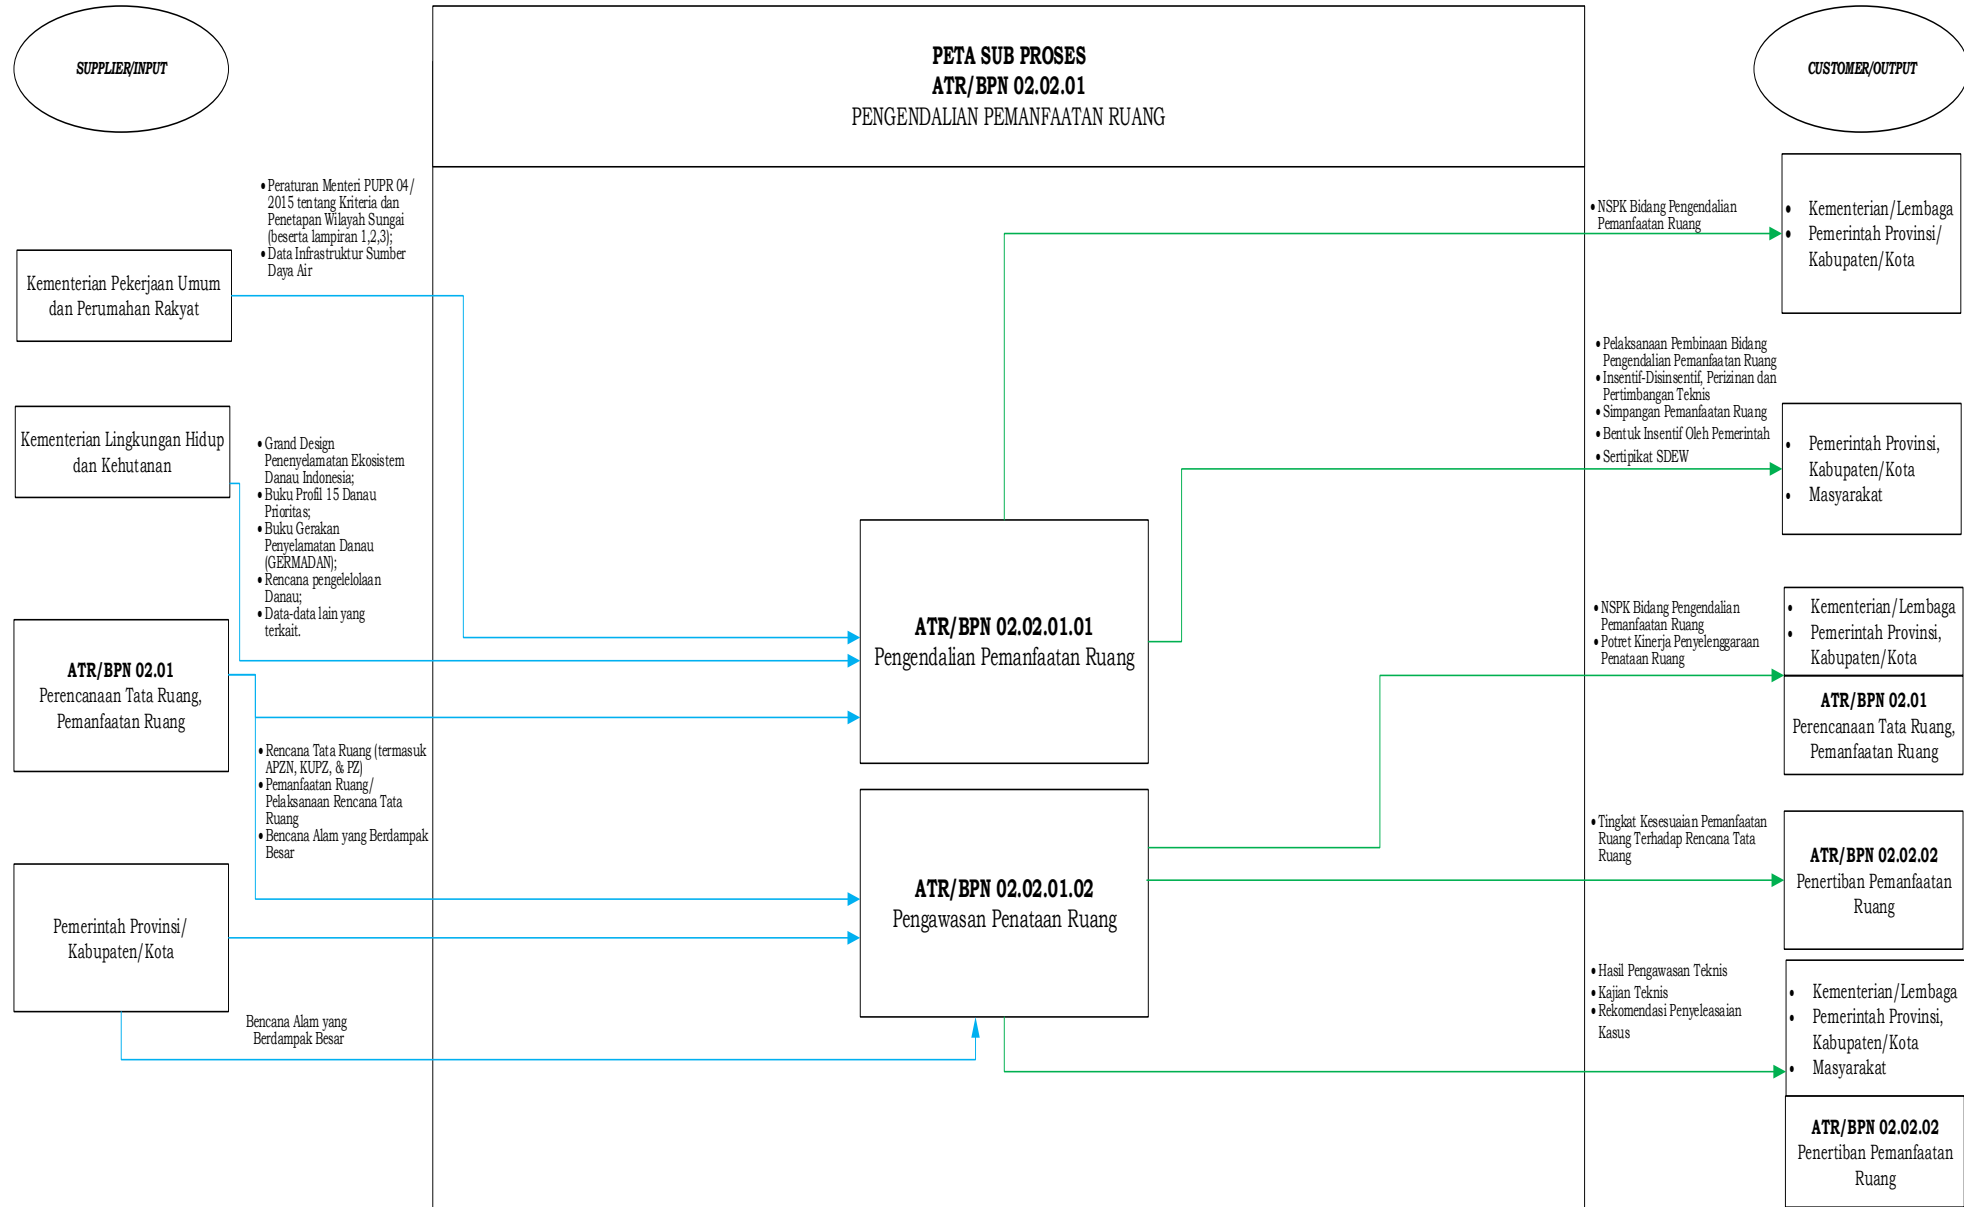 SUPPLIER/INPUT
PETA SUB PROSES
ATR/BPN 02.02.01
PENGENDALIAN PEMANFAATAN RUANG
CUSTOMER/OUTPUT
Kementerian Pekerjaan Umum
dan Perumahan Rakyat
• Peraturan Menteri PUPR 04/
2015 tentang Kriteria dan
Penetapan Wilayah Sungai
(beserta lampiran 1,2,3);
• Data Infrastruktur Sumber
Daya Air
Kementerian Lingkungan Hidup
dan Kehutanan
• Grand Design
Penenyelamatan Ekosistem
Danau Indonesia;
• Buku Profil 15 Danau
Prioritas;
• Buku Gerakan
Penyelamatan Danau
(GERMADAN);
• Rencana pengelelolaan
Danau;
• Data-data lain yang
terkait.
ATR/BPN 02.01
Perencanaan Tata Ruang,
Pemanfaatan Ruang
• Rencana Tata Ruang (termasuk
APZN, KUPZ, & PZ)
• Pemanfaatan Ruang/
Pelaksanaan Rencana Tata
Ruang
• Bencana Alam yang Berdampak
Besar
Pemerintah Provinsi/
Kabupaten/Kota
Bencana Alam yang
Berdampak Besar
ATR/BPN 02.02.01.01
Pengendalian Pemanfaatan Ruang
ATR/BPN 02.02.01.02
Pengawasan Penataan Ruang
• NSPK Bidang Pengendalian
Pemanfaatan Ruang
• Kementerian/Lembaga
• Pemerintah Provinsi/
Kabupaten/Kota
• Pelaksanaan Pembinaan Bidang
Pengendalian Pemanfaatan Ruang
• Insentif-Disinsentif, Perizinan dan
Pertimbangan Teknis
• Simpangan Pemanfaatan Ruang
• Bentuk Insentif Oleh Pemerintah
• Sertipikat SDEW
• Pemerintah Provinsi,
Kabupaten/Kota
• Masyarakat
• NSPK Bidang Pengendalian
Pemanfaatan Ruang
• Potret Kinerja Penyelenggaraan
Penataan Ruang
• Kementerian/Lembaga
• Pemerintah Provinsi,
Kabupaten/Kota
ATR/BPN 02.01
Perencanaan Tata Ruang,
Pemanfaatan Ruang
• Tingkat Kesesuaian Pemanfaatan
Ruang Terhadap Rencana Tata
Ruang
ATR/BPN 02.02.02
Penertiban Pemanfaatan
Ruang
• Hasil Pengawasan Teknis
• Kajian Teknis
• Rekomendasi Penyeleasaian
Kasus
• Kementerian/Lembaga
• Pemerintah Provinsi,
Kabupaten/Kota
• Masyarakat
ATR/BPN 02.02.02
Penertiban Pemanfaatan
Ruang